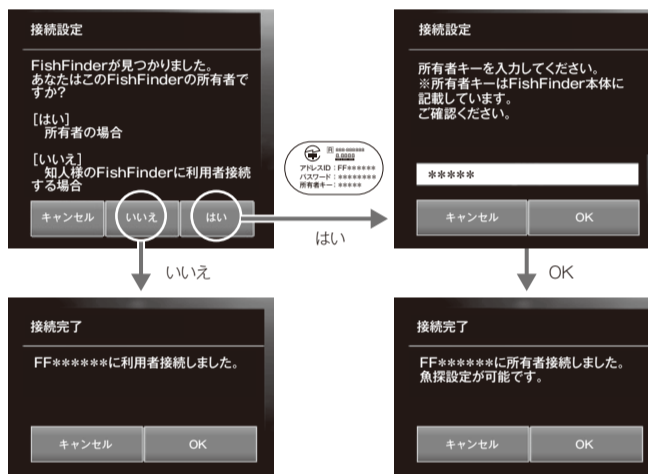 接続設定
FishFinderが見つかりました。
あなたはこのFishFinderの所有者で
すか?
[はい]
所有者の場合
[いいえ]
知人様のFishFinderに利用者接続
する場合
キャンセル
いいえ
はい
アドレスID:FF******
パスワード:********
所有者キー:*****
はい
接続設定
所有者キーを入力してください。
※所有者キーはFishFinder本体に
記載しています。
ご確認ください。
*****
キャンセル
OK
いいえ
OK
接続完了
FF******に利用者接続しました。
キャンセル
OK
接続完了
FF******に所有者接続しました。
魚探設定が可能です。
キャンセル
OK